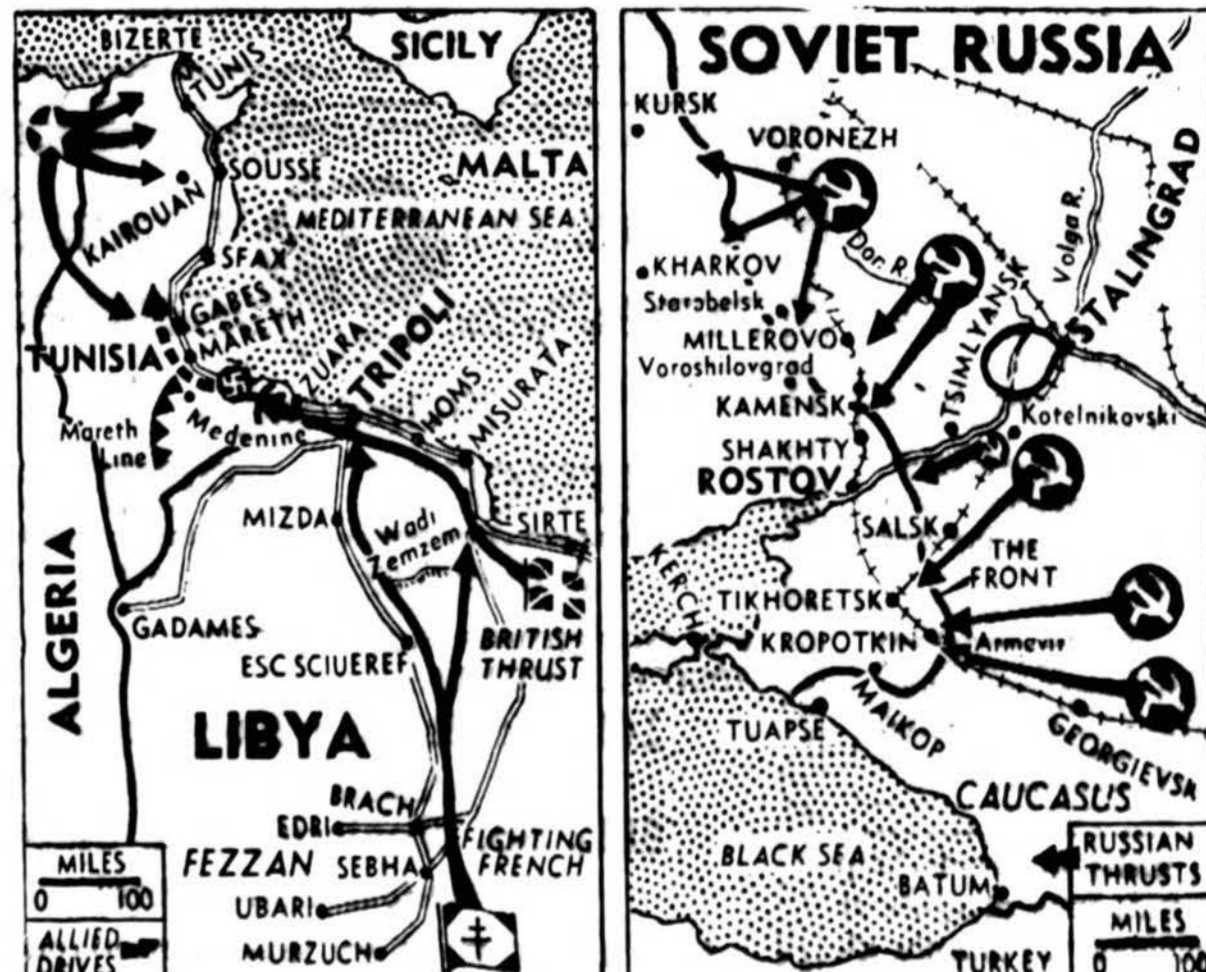 BIZERTE
TUNIS
SICILY
SOUSSE
MALTA
KAIROUAN
MEDITERRANEAN SEA
SFAX
GABES
MARETH
TUNISIA
ZUARA
TRIPOLI
HOMS
MISURATA
Mareth
Line
Medenine
MIZDA
Wadi
Zemzem
SIRTE
ALGERIA
GADAMES
ESC SCIUEREF
BRITISH
THRUST
LIBYA
BRACH
EDRI
FIGHTING
FRENCH
FEZZAN
SEBHA
UBARI
MURZUCH
MILES
0 100
ALLIED
DRIVES
SOVIET RUSSIA
KURSK
VORONEZH
STALINGRAD
Volga R.
KHARKOV
Starobelsk
MILLEROVO
Voroshilovgrad
TSIMLYANSK
KAMENSK
Kotelnikovski
SHAKHTY
ROSTOV
SALSK
THE
FRONT
KERCH
TIKHORETSK
KROPOTKIN
Armavir
MAIKOP
TUAPSE
GEORGIEVSK
CAUCASUS
BLACK SEA
BATUM
RUSSIAN
THRUSTS
MILES
0 100
TURKEY